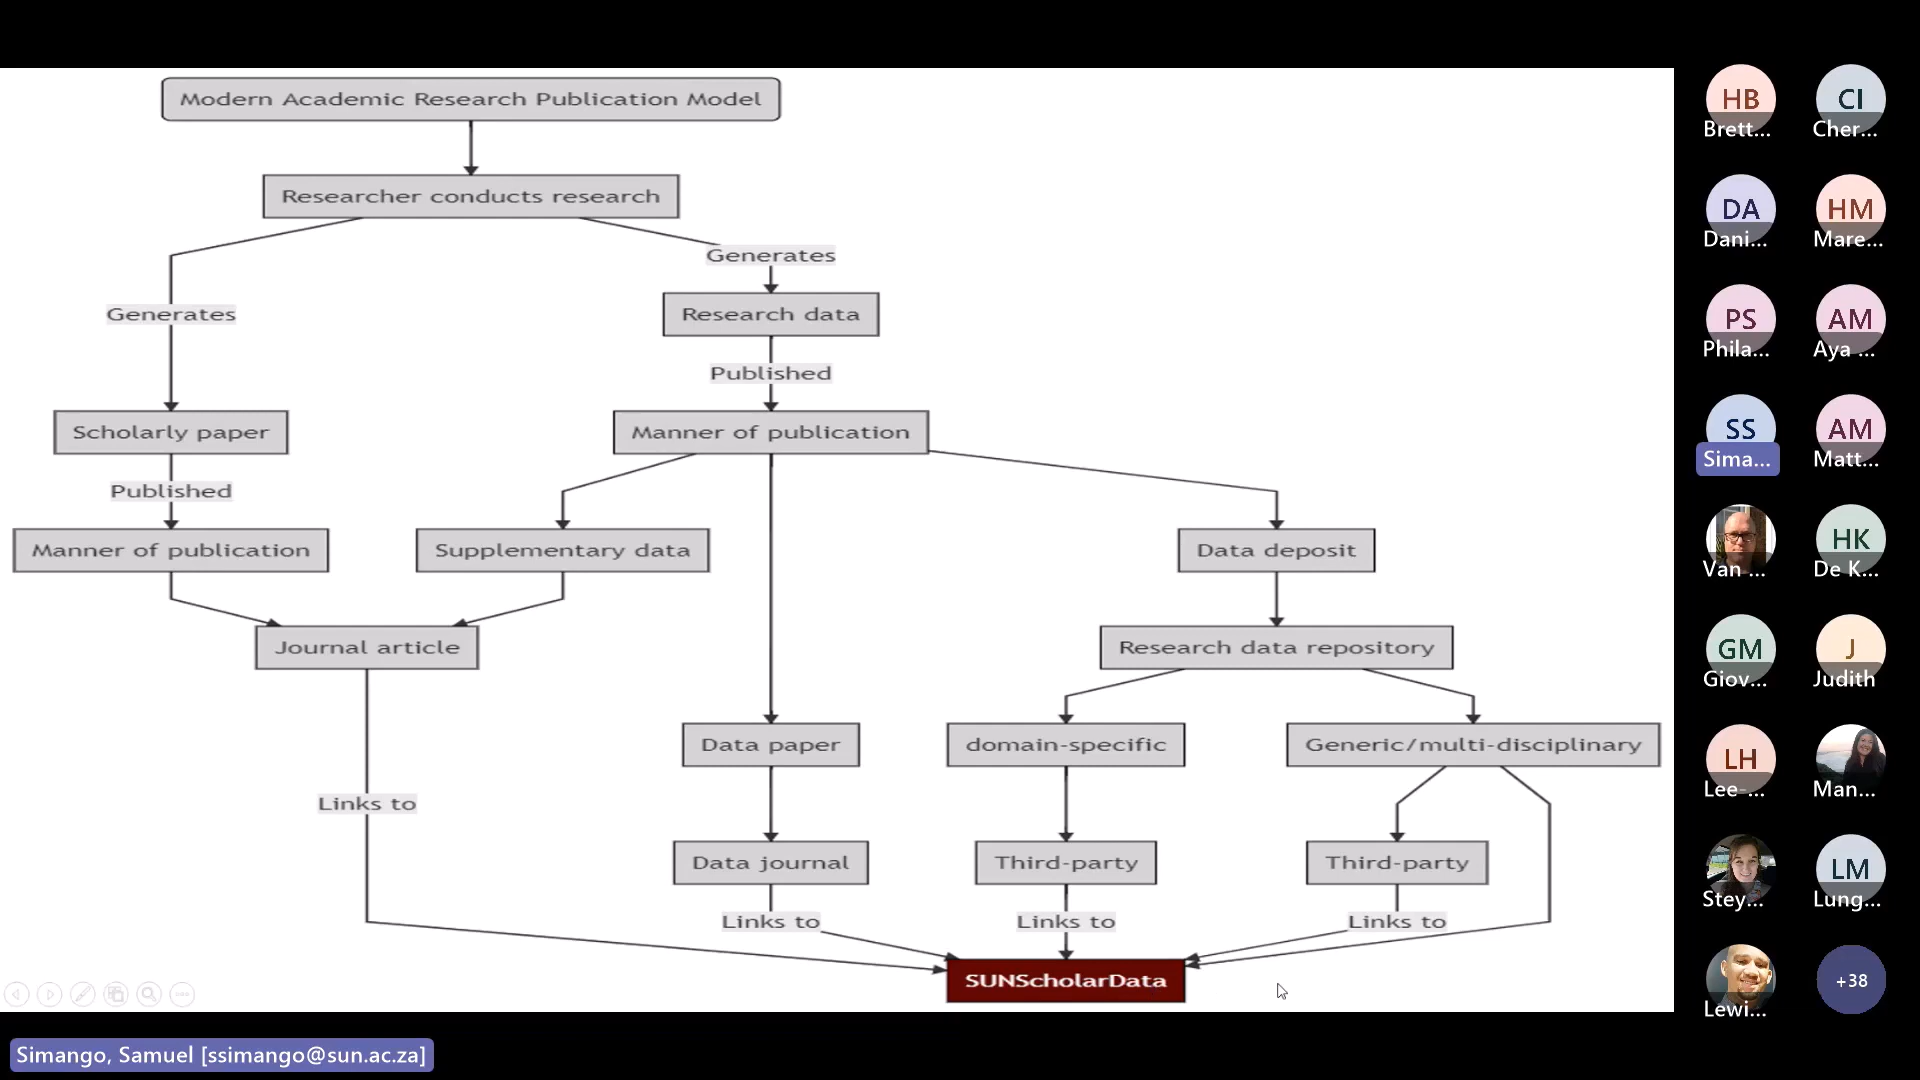 Modern Academic Research Publication Model
Researcher conducts research
Generates
Generates
Research data
Published
Scholarly paper
Manner of publication
Published
Manner of publication
Supplementary data
Data deposit
Journal article
Research data repository
Data paper
domain-specific
Generic/multi-disciplinary
Links to
Data journal
Third-party
Third-party
Links to
Links to
Links to
SUNScholarData
HB
Brett...
CI
Cher...
DA
Dani...
HM
Mare...
PS
Phila...
AM
Aya ...
SS
Sima...
AM
Matt...
Van ...
HK
De K...
GM
Giov...
J
Judith
LH
Lee-...
Man...
Stey...
LM
Lung...
Lewi...
+38
Simango, Samuel [ssimango@sun.ac.za]